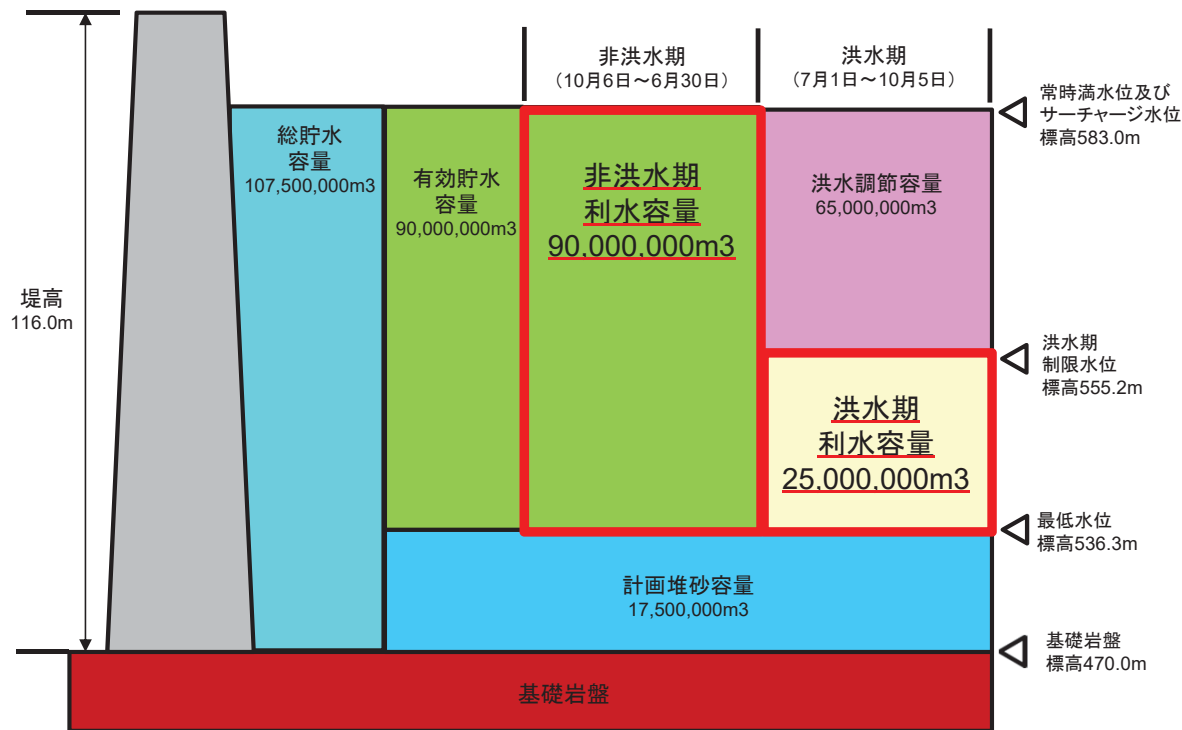 非洪水期
（10月6日～6月30日）
洪水期
（7月1日～10月5日）
常時満水位及び
サーチャージ水位
標高583.0m
総貯水
容量
107,500,000m3
有効貯水
容量
90,000,000m3
非洪水期
利水容量
90,000,000m3
洪水調節容量
65,000,000m3
堤高
116.0m
洪水期
制限水位
標高555.2m
洪水期
利水容量
25,000,000m3
最低水位
標高536.3m
計画堆砂容量
17,500,000m3
基礎岩盤
標高470.0m
基礎岩盤